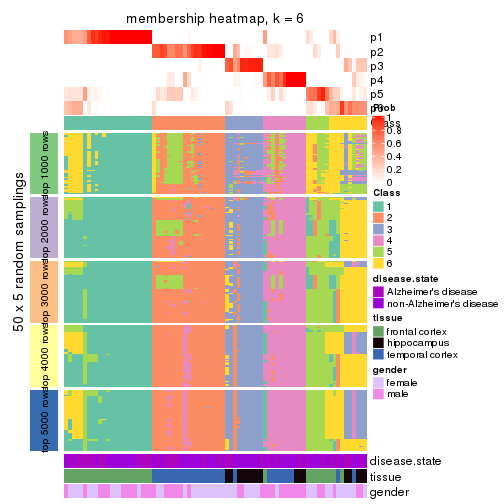 membership heatmap, k = 6
p1
p2
p3
p4
p5
p6
Prob
1
0.8
0.6
0.4
0.2
0
Class
Class
1
2
3
4
5
6
disease.state
Alzheimer's disease
non-Alzheimer's disease
tissue
frontal cortex
hippocampus
temporal cortex
gender
female
male
50 x 5 random samplings
top 1000 rows
top 2000 rows
top 3000 rows
top 4000 rows
top 5000 rows
disease.state
tissue
gender